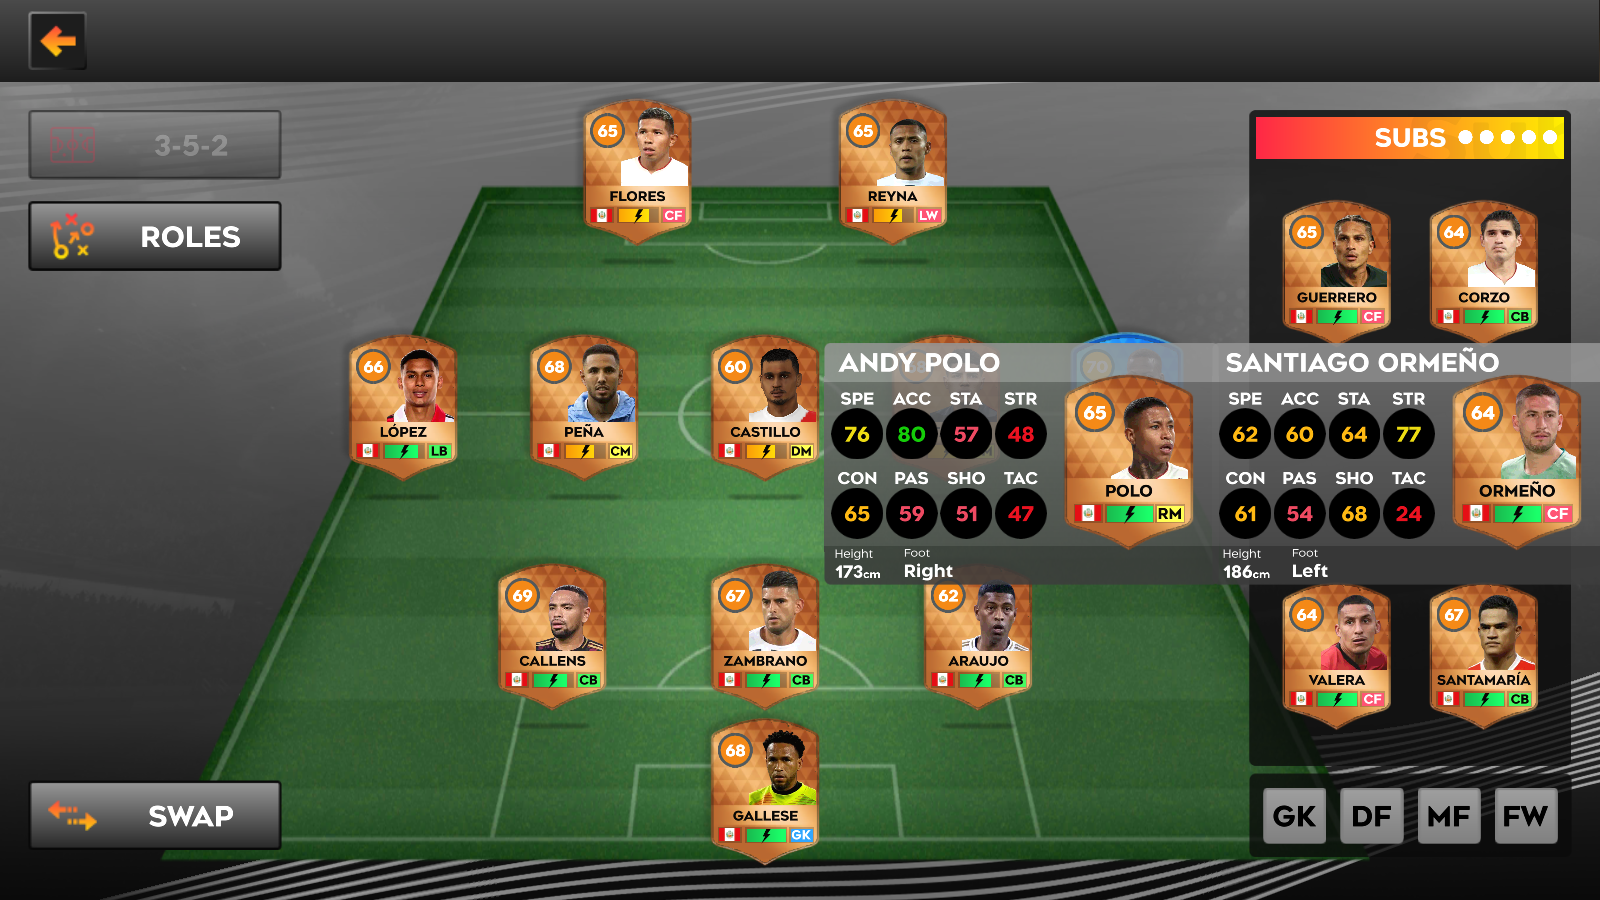 3-5-2
ROLES
SWAP
65
FLORES
CF
65
REYNA
LW
66
LÓPEZ
LB
68
PEÑA
CM
60
CASTILLO
DM
70
69
CALLENS
CB
67
ZAMBRANO
CB
62
ARAUJO
CB
68
GALLESE
GK
ANDY POLO
SPE ACC STA STR
76 80 57 48
CON PAS SHO TAC
65 59 51 47
Height Foot
173cm Right
65
POLO
RM
SANTIAGO ORMEÑO
SPE ACC STA STR
62 60 64 77
CON PAS SHO TAC
61 54 68 24
Height Foot
186cm Left
64
ORMEÑO
CF
SUBS
65
GUERRERO
CF
64
CORZO
CB
64
VALERA
CF
67
SANTAMARÍA
CB
GK DF MF FW